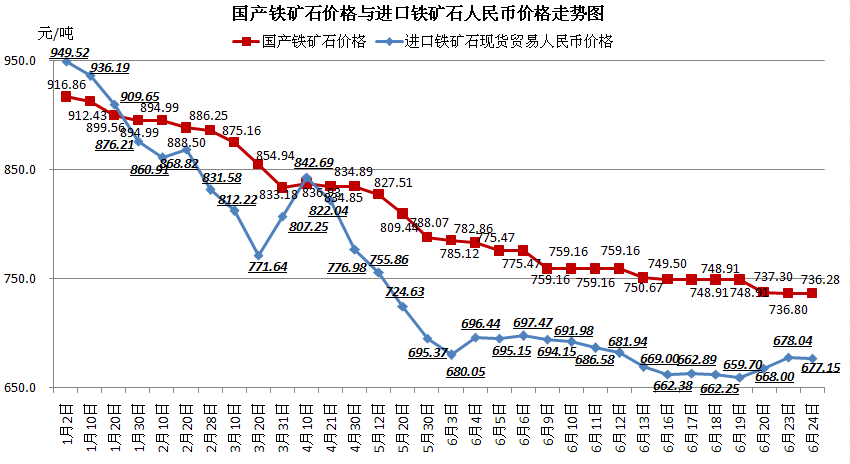 国产铁矿石价格与进口铁矿石人民币价格走势图
元/吨
国产铁矿石价格 进口铁矿石现货贸易人民币价格
950.0
850.0
750.0
650.0
949.52
936.19
909.65
876.21
860.91
868.82
831.58
812.22
771.64
807.25
842.69
822.04
776.98
755.86
724.63
695.37
680.05
696.44
695.15
697.47
694.15
691.98
686.58
681.94
669.00
662.38
662.89
662.25
659.70
668.00
678.04
677.15
916.86
912.43
899.56
894.99
894.99
888.50
886.25
875.16
854.94
833.18
834.85
834.89
827.51
809.44
788.07
785.12
782.86
775.47
775.47
759.16
759.16
759.16
759.16
750.67
749.50
748.91
748.91
748.91
737.30
736.80
736.28
1月2日
1月10日
1月20日
1月30日
2月10日
2月20日
2月28日
3月10日
3月20日
3月31日
4月10日
4月21日
4月30日
5月12日
5月20日
5月30日
6月3日
6月4日
6月5日
6月6日
6月9日
6月10日
6月11日
6月12日
6月13日
6月16日
6月17日
6月18日
6月19日
6月20日
6月23日
6月24日